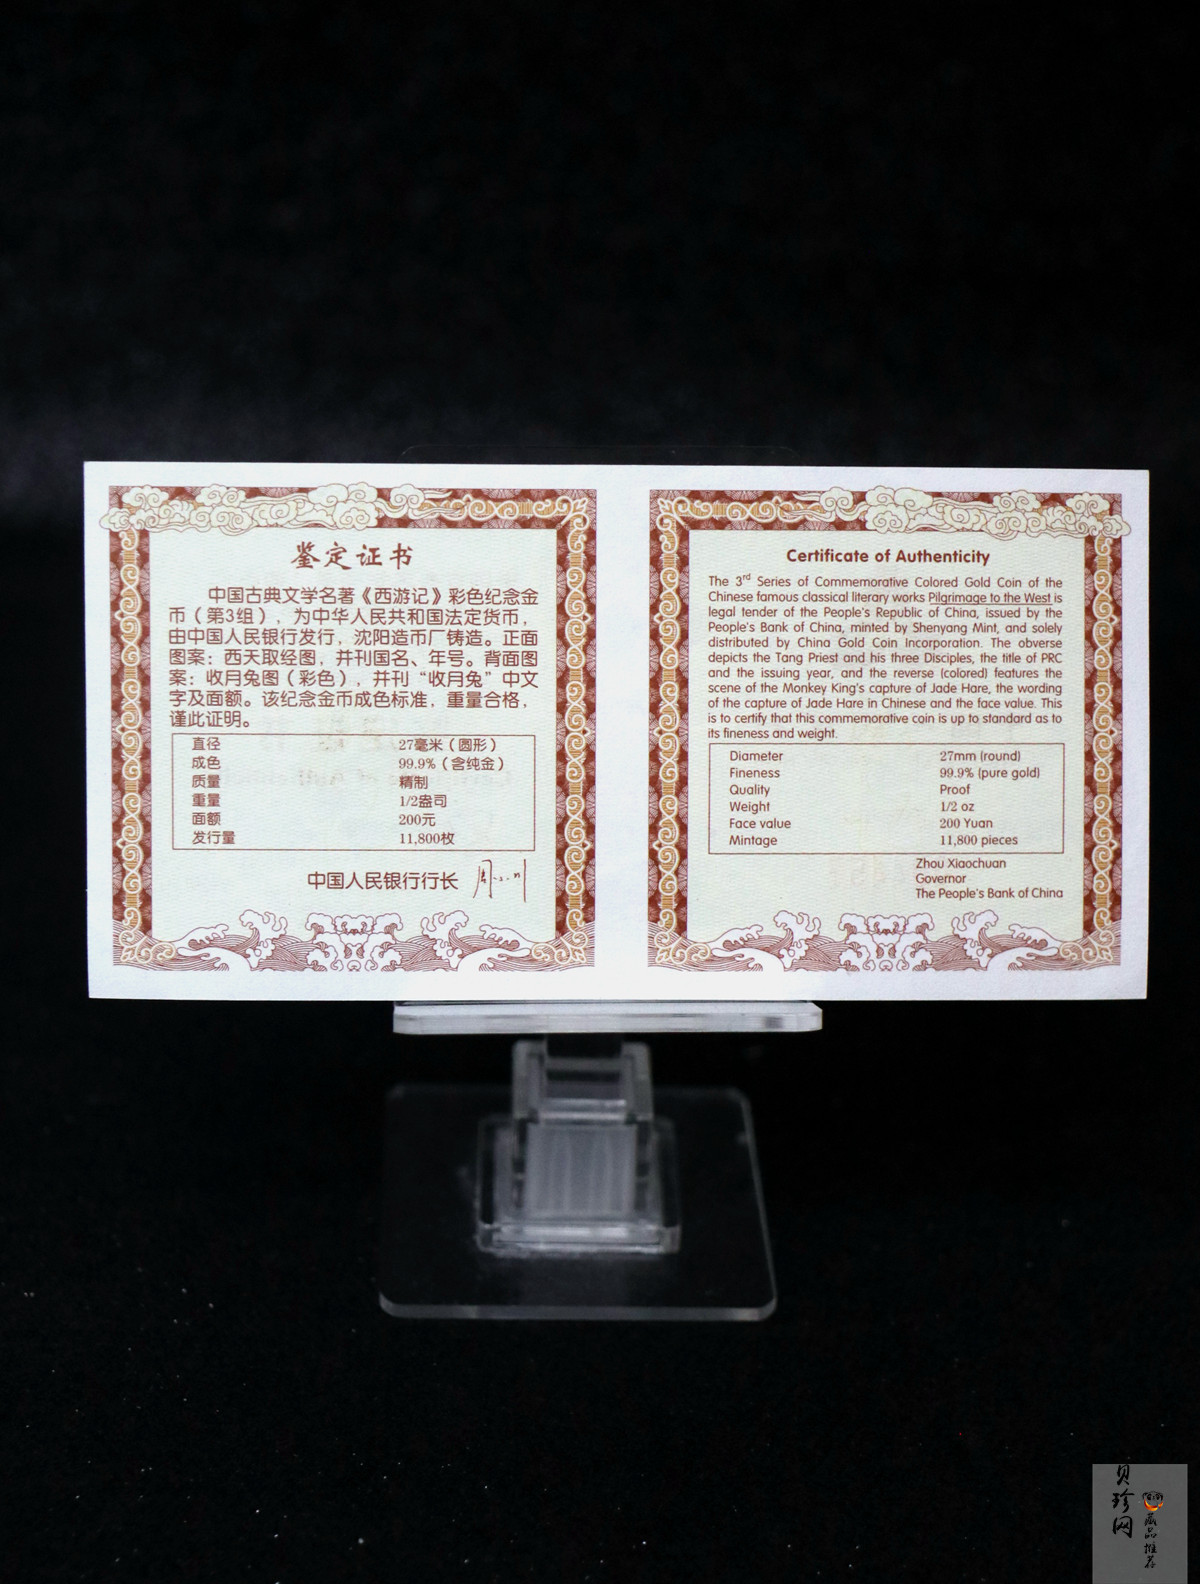 鉴定证书
中国古典文学名著《西游记》彩色纪念金
币（第3组），为中华人民共和国法定货币，
由中国人民银行发行，沈阳造币厂铸造。正面
图案：西天取经图，并刊国名、年号。背面图
案：收月兔图（彩色），并刊“收月兔”中文
字及面额。该纪念金币成色标准，重量合格，
谨此证明。
直径 27毫米（圆形）
成色 99.9%（含纯金）
质量 精制
重量 1/2盎司
面额 200元
发行量 11,800枚
中国人民银行行长
Certificate of Authenticity
The 3rd Series of Commemorative Colored Gold Coin of the
Chinese famous classical literary works Pilgrimage to the West is
legal tender of the People's Republic of China, issued by the
People's Bank of China, minted by Shenyang Mint, and solely
distributed by China Gold Coin Incorporation. The obverse
depicts the Tang Priest and his three Disciples, the title of PRC
and the issuing year, and the reverse (colored) features the
scene of the Monkey King's capture of Jade Hare, the wording
of the capture of Jade Hare in Chinese and the face value. This
is to certify that this commemorative coin is up to standard as to
its fineness and weight.
Diameter 27mm (round)
Fineness 99.9% (pure gold)
Quality Proof
Weight 1/2 oz
Face value 200 Yuan
Mintage 11,800 pieces
Zhou Xiaochuan
Governor
The People's Bank of China
贝珍网
藏品推荐